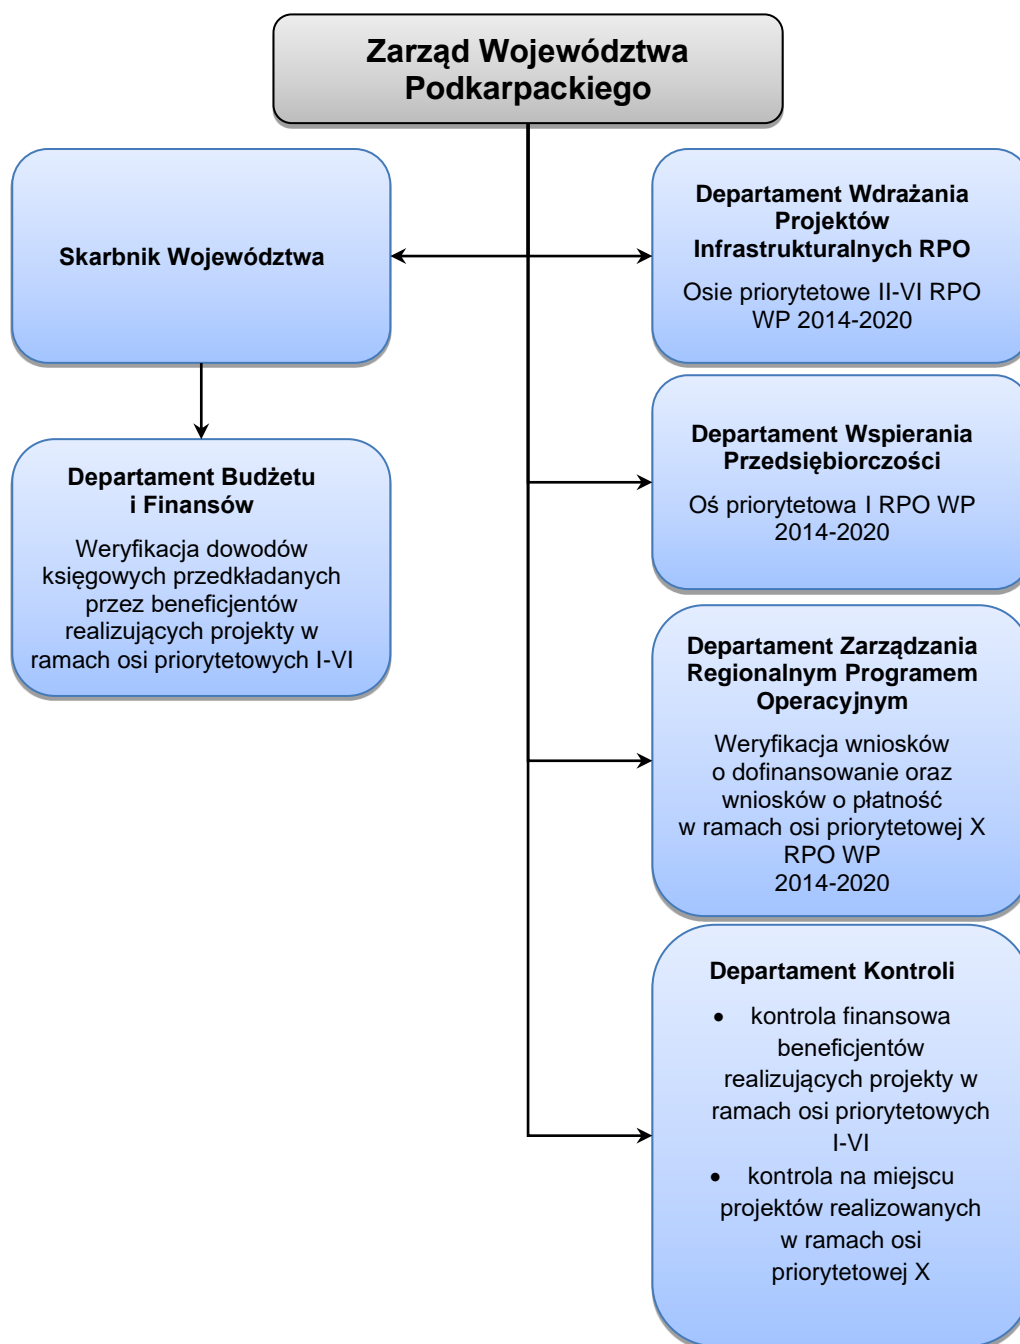 Zarząd Województwa
Podkarpackiego
Skarbnik Województwa
Departament Budżetu
i Finansów
Weryfikacja dowodów
księgowych przedkładanych
przez beneficjentów
realizujących projekty w
ramach osi priorytetowych I-VI
Departament Wdrażania
Projektów
Infrastrukturalnych RPO
Osie priorytetowe II-VI RPO
WP 2014-2020
Departament Wspierania
Przedsiębiorczości
Oś priorytetowa I RPO WP
2014-2020
Departament Zarządzania
Regionalnym Programem
Operacyjnym
Weryfikacja wniosków
o dofinansowanie oraz
wniosków o płatność
w ramach osi priorytetowej X
RPO WP
2014-2020
Departament Kontroli
• kontrola finansowa
beneficjentów
realizujących projekty w
ramach osi priorytetowych
I-VI
• kontrola na miejscu
projektów realizowanych
w ramach osi
priorytetowej X